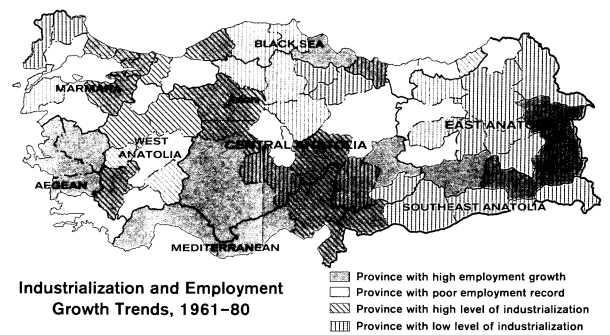 BLACK SEA
MARMARA
WEST
ANATOLIA
CENTRAL ANATOLIA
EAST ANATOLIA
AEGEAN
SOUTHEAST ANATOLIA
MEDITERRANEAN
Industrialization and Employment
Growth Trends, 1961-80
Province with high employment growth
Province with poor employment record
Province with high level of industrialization
Province with low level of industrialization